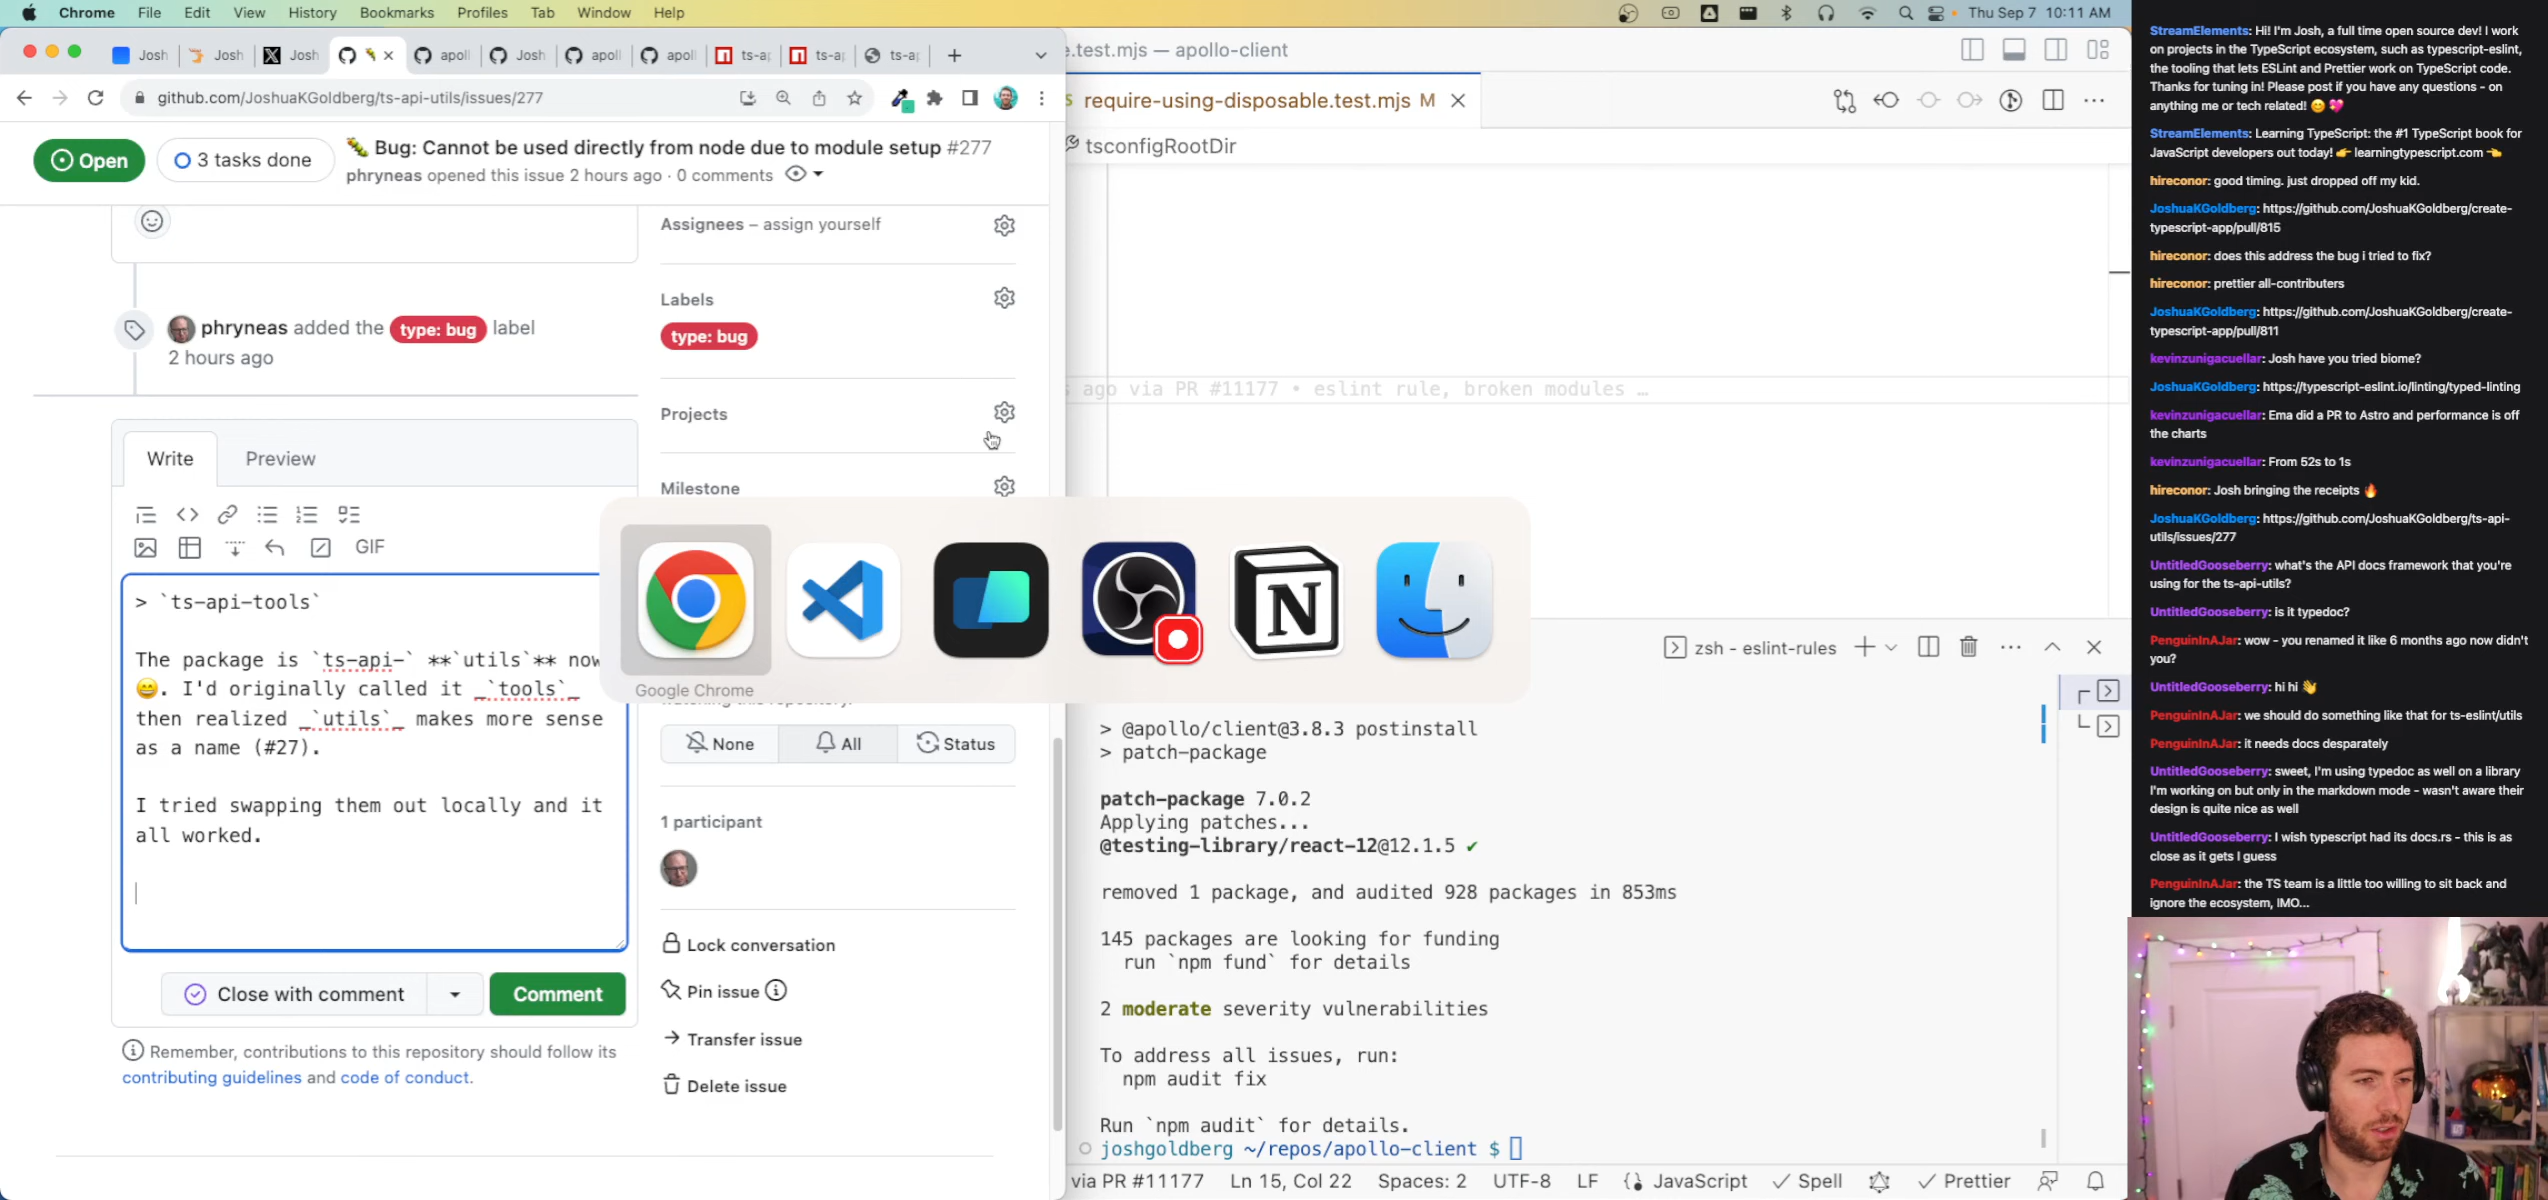 Chrome File Edit View History Bookmarks Profiles Tab Window Help
Thu Sep 7 10:11 AM
Josh Josh Josh apoll Josh apoll apoll ts-a ts-a ts-a
github.com/JoshuaKGoldberg/ts-api-utils/issues/277
Open
3 tasks done
Bug: Cannot be used directly from node due to module setup #277
phryneas opened this issue 2 hours ago · 0 comments
phryneas added the type: bug label
2 hours ago
Assignees – assign yourself
Labels
type: bug
Projects
Milestone
Write Preview
GIF
> `ts-api-tools`
The package is `ts-api-` **`utils`** now
😄. I'd originally called it _`tools`_
then realized _`utils`_ makes more sense
as a name (#27).
I tried swapping them out locally and it
all worked.
Close with comment
Comment
Remember, contributions to this repository should follow its
contributing guidelines and code of conduct.
Google Chrome
None All Status
1 participant
Lock conversation
Pin issue
Transfer issue
Delete issue
e.test.mjs — apollo-client
require-using-disposable.test.mjs M
tsconfigRootDir
s ago via PR #11177 • eslint rule, broken modules …
zsh - eslint-rules
> @apollo/client@3.8.3 postinstall
> patch-package
patch-package 7.0.2
Applying patches...
@testing-library/react-12@12.1.5 ✔
removed 1 package, and audited 928 packages in 853ms
145 packages are looking for funding
run `npm fund` for details
2 moderate severity vulnerabilities
To address all issues, run:
npm audit fix
Run `npm audit` for details.
joshgoldberg ~/repos/apollo-client $
via PR #11177 Ln 15, Col 22 Spaces: 2 UTF-8 LF JavaScript Spell Prettier
StreamElements: Hi! I'm Josh, a full time open source dev! I work
on projects in the TypeScript ecosystem, such as typescript-eslint,
the tooling that lets ESLint and Prettier work on TypeScript code.
Thanks for tuning in! Please post if you have any questions - on
anything me or tech related! 😊 💖
StreamElements: Learning TypeScript: the #1 TypeScript book for
JavaScript developers out today! 👉 learningtypescript.com 👈
hireconor: good timing. just dropped off my kid.
JoshuaKGoldberg: https://github.com/JoshuaKGoldberg/create-
typescript-app/pull/815
hireconor: does this address the bug i tried to fix?
hireconor: prettier all-contributers
JoshuaKGoldberg: https://github.com/JoshuaKGoldberg/create-
typescript-app/pull/811
kevinzunigacuellar: Josh have you tried biome?
JoshuaKGoldberg: https://typescript-eslint.io/linting/typed-linting
kevinzunigacuellar: Ema did a PR to Astro and performance is off
the charts
kevinzunigacuellar: From 52s to 1s
hireconor: Josh bringing the receipts 🔥
JoshuaKGoldberg: https://github.com/JoshuaKGoldberg/ts-api-
utils/issues/277
UntitledGooseberry: what's the API docs framework that you're
using for the ts-api-utils?
UntitledGooseberry: is it typedoc?
PenguinInAJar: wow - you renamed it like 6 months ago now didn't
you?
UntitledGooseberry: hi hi 👋
PenguinInAJar: we should do something like that for ts-eslint/utils
PenguinInAJar: it needs docs desparately
UntitledGooseberry: sweet, I'm using typedoc as well on a library
I'm working on but only in the markdown mode - wasn't aware their
design is quite nice as well
UntitledGooseberry: I wish typescript had its docs.rs - this is as
close as it gets I guess
PenguinInAJar: the TS team is a little too willing to sit back and
ignore the ecosystem, IMO...